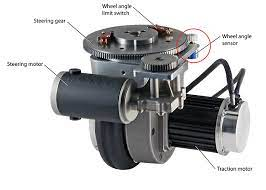 Wheel angle
limit switch
Steering gear
Wheel angle
sensor
Steering motor
Traction motor